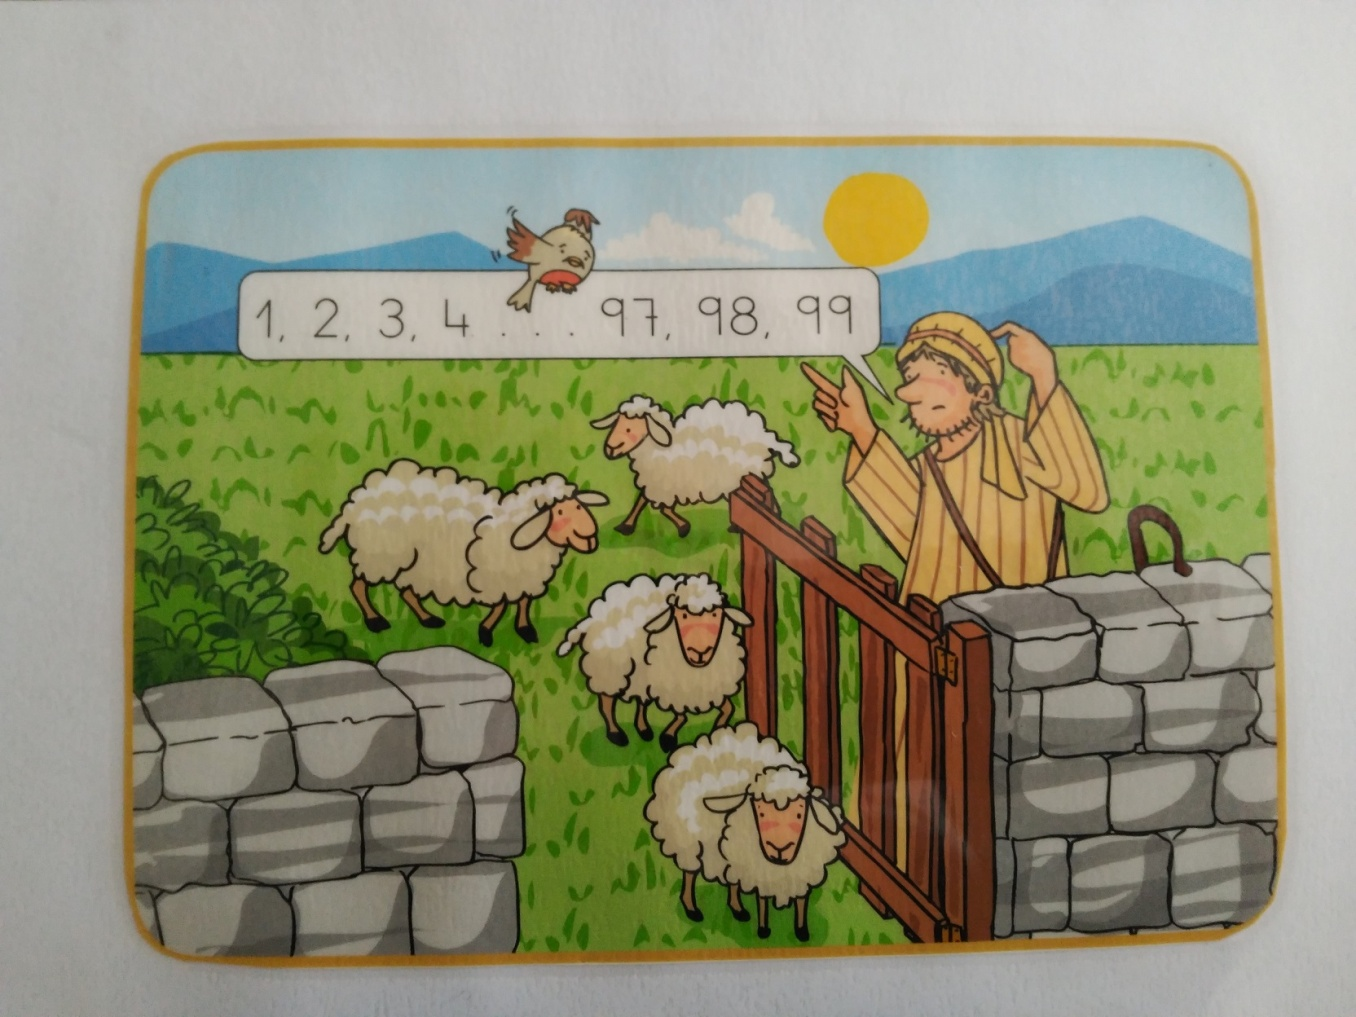 1, 2, 3, 4 . . . 97, 98, 99